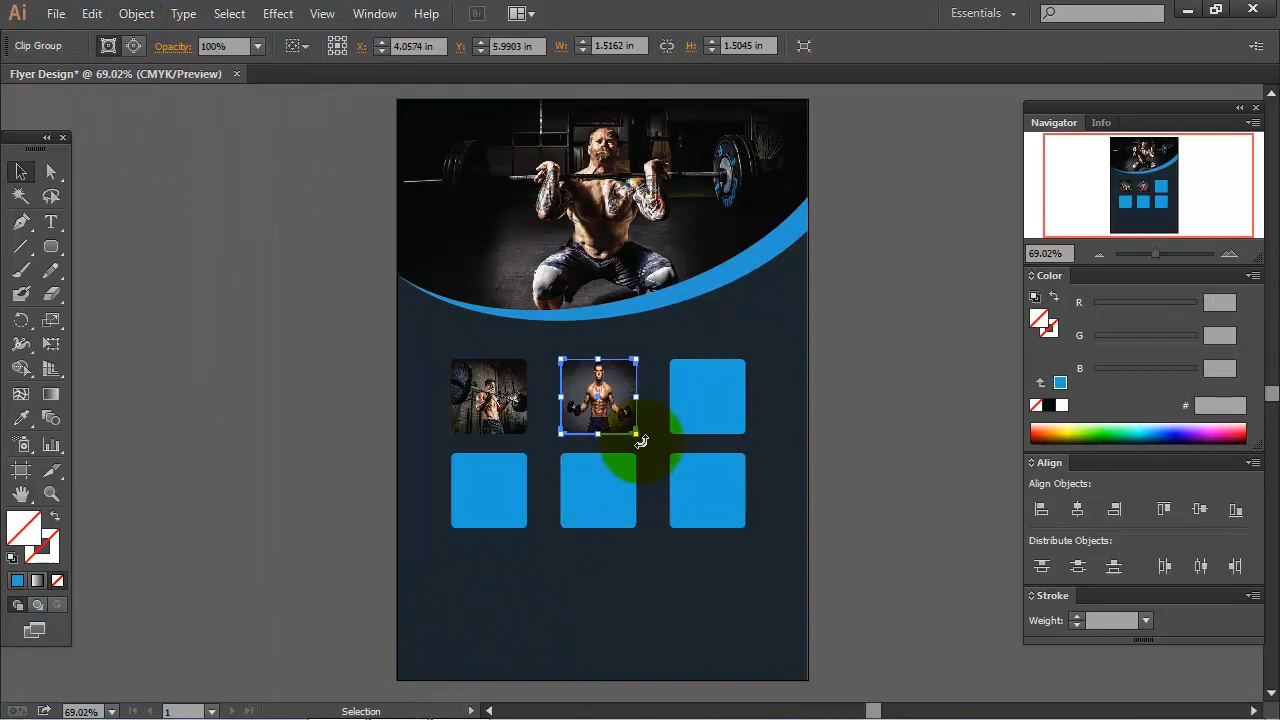 Ai File Edit Object Type Select Effect View Window Help Br Essentials
Clip Group Opacity: 100% X: 4.0574 in Y: 5.9903 in W: 1.5162 in H: 1.5045 in
Flyer Design* @ 69.02% (CMYK/Preview)
Navigator Info
69.02%
Color
R
G
B
#
Align
Align Objects:
Distribute Objects:
Stroke
Weight:
69.02% 1 Selection